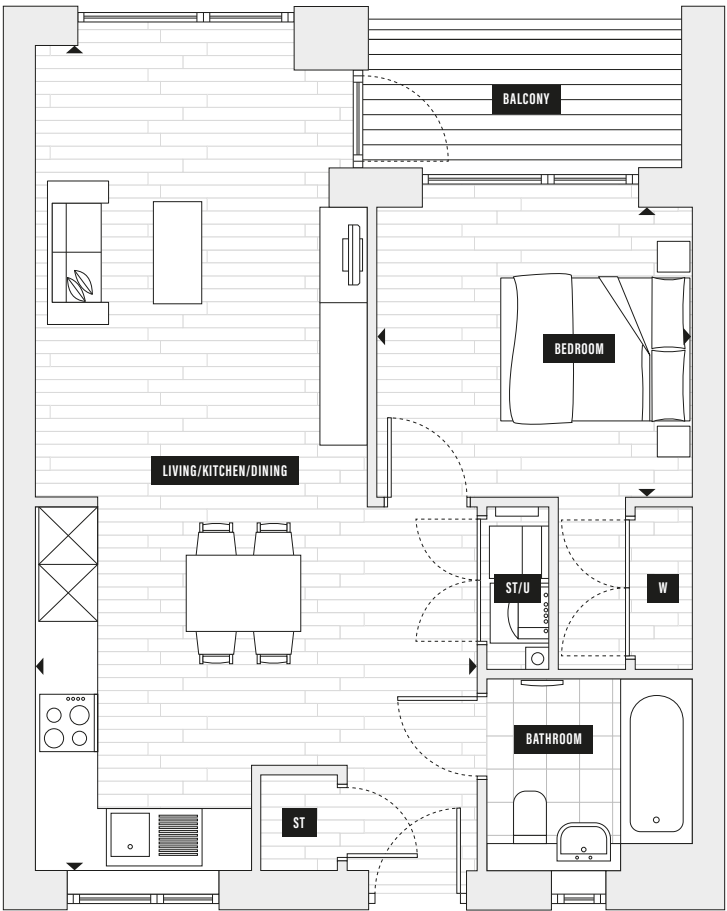 BALCONY
BEDROOM
LIVING/KITCHEN/DINING
ST/U
W
BATHROOM
ST